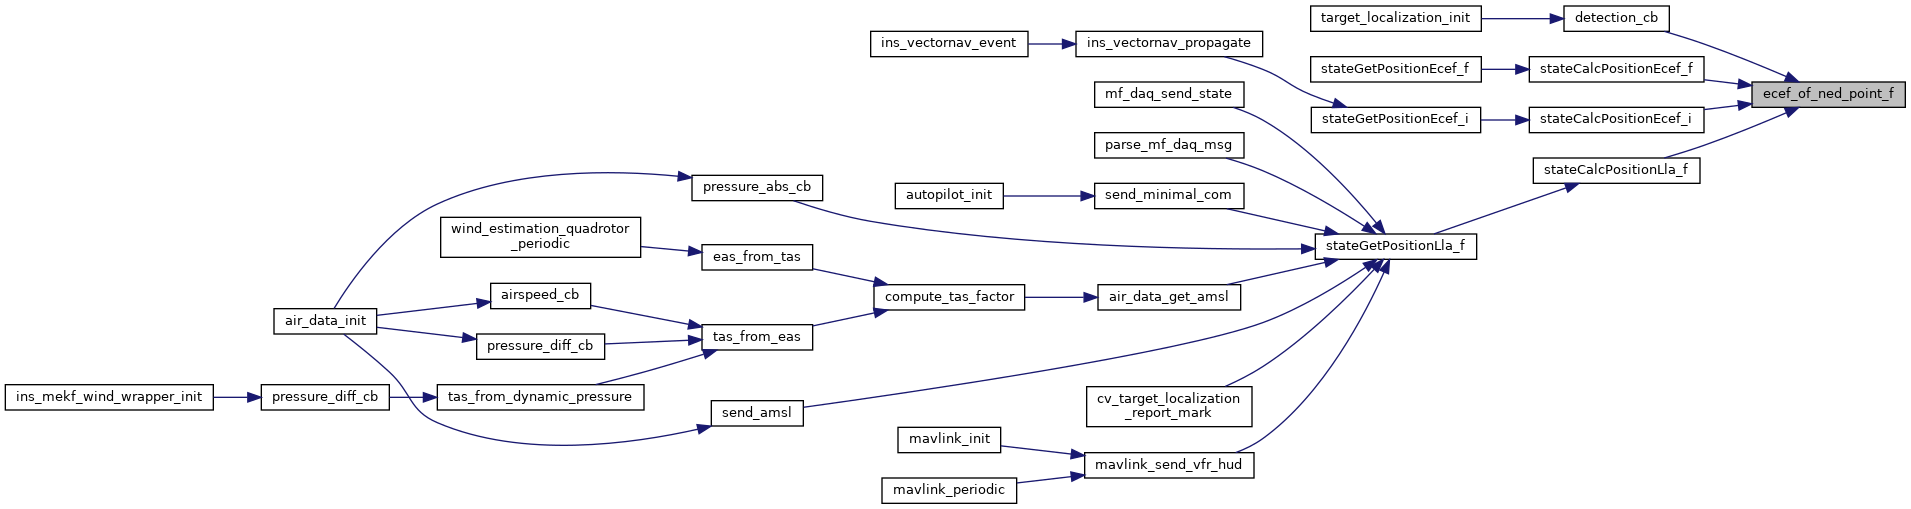 target_localization_init
detection_cb
ins_vectornav_event
ins_vectornav_propagate
stateGetPositionEcef_f
stateCalcPositionEcef_f
ecef_of_ned_point_f
mf_daq_send_state
stateGetPositionEcef_i
stateCalcPositionEcef_i
parse_mf_daq_msg
stateCalcPositionLla_f
pressure_abs_cb
autopilot_init
send_minimal_com
wind_estimation_quadrotor
_periodic
eas_from_tas
stateGetPositionLla_f
airspeed_cb
compute_tas_factor
air_data_get_amsl
air_data_init
pressure_diff_cb
tas_from_eas
ins_mekf_wind_wrapper_init
pressure_diff_cb
tas_from_dynamic_pressure
send_amsl
cv_target_localization
_report_mark
mavlink_init
mavlink_send_vfr_hud
mavlink_periodic